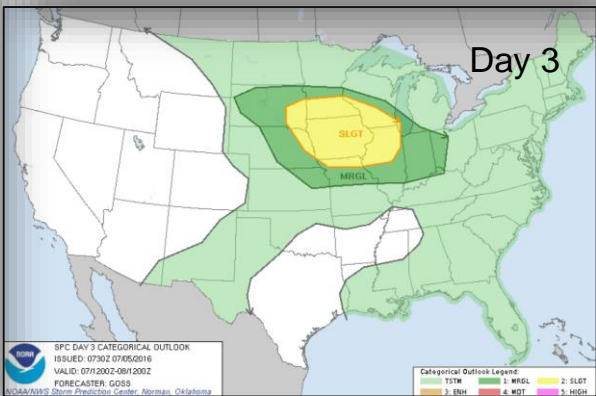 Day 3
SLGT
MRGL
SPC DAY 3 CATEGORICAL OUTLOOK
ISSUED: 0730Z 07/05/2016
VALID: 07/1200Z-08/1200Z
FORECASTER: GOSS
NOAA/NWS Storm Prediction Center, Norman, Oklahoma
NOAA
Categorical Outlook Legend:
TSTM 1: MRGL 2: SLGT
3: ENH 4: MDT 5: HIGH